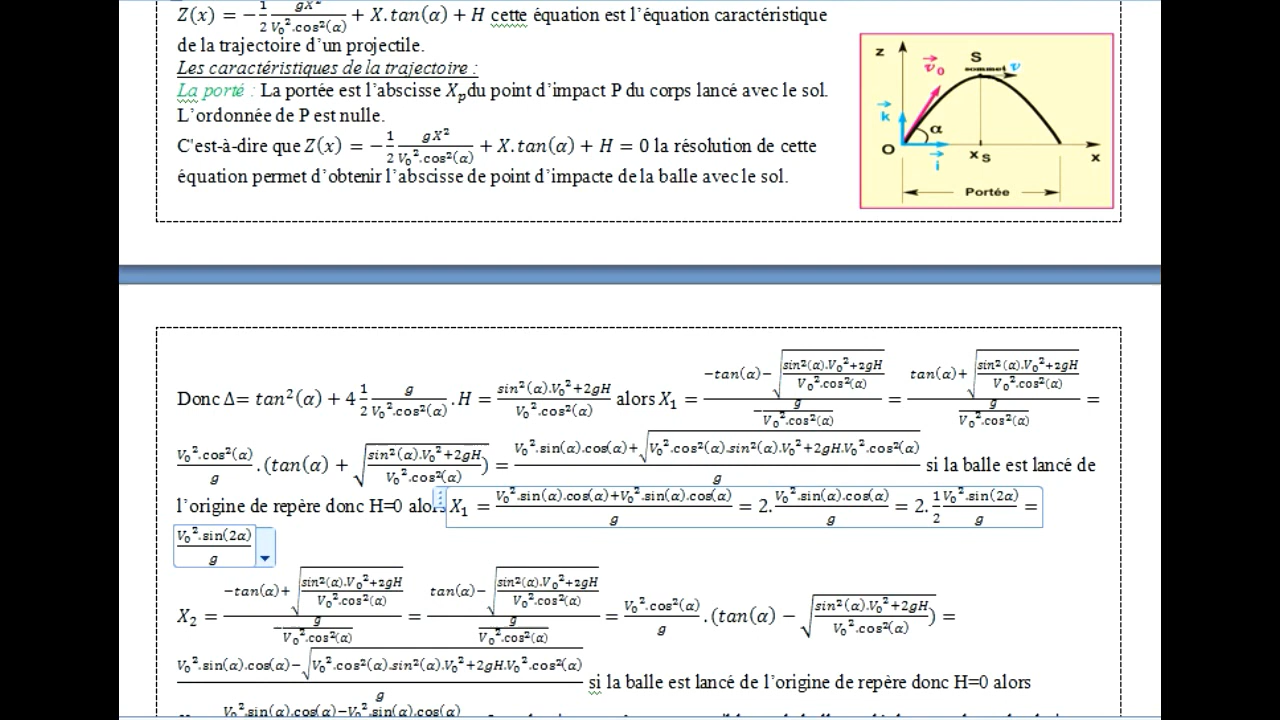 Z(x) = −1/2 gX²/V₀².cos²(α) + X.tan(α) + H cette équation est l'équation caractéristique
de la trajectoire d'un projectile.
Les caractéristiques de la trajectoire :
La porté : La portée est l'abscisse Xₚdu point d'impact P du corps lancé avec le sol.
L'ordonnée de P est nulle.
C'est-à-dire que Z(x) = −1/2 gX²/V₀².cos²(α) + X.tan(α) + H = 0 la résolution de cette
équation permet d'obtenir l'abscisse de point d'impacte de la balle avec le sol.
z
S
sommet
v
v₀
k
α
O
i
x_S
x
Portée
Donc Δ= tan²(α) + 4 1/2 g/V₀².cos²(α) .H = (sin²(α).V₀²+2gH)/V₀².cos²(α) alors X₁ = (−tan(α)−√((sin²(α).V₀²+2gH)/V₀².cos²(α)))/(−g/V₀².cos²(α)) = (tan(α)+√((sin²(α).V₀²+2gH)/V₀².cos²(α)))/(g/V₀².cos²(α)) =
V₀².cos²(α)/g .(tan(α) + √((sin²(α).V₀²+2gH)/V₀².cos²(α))) = (V₀².sin(α).cos(α)+√(V₀².cos²(α).sin²(α).V₀²+2gH.V₀².cos²(α)))/g si la balle est lancé de
l'origine de repère donc H=0 alors X₁ = (V₀².sin(α).cos(α)+V₀².sin(α).cos(α))/g = 2. V₀².sin(α).cos(α)/g = 2. 1/2 V₀².sin(2α)/g =
V₀².sin(2α)/g
X₂ = (−tan(α)+√((sin²(α).V₀²+2gH)/V₀².cos²(α)))/(−g/V₀².cos²(α)) = (tan(α)−√((sin²(α).V₀²+2gH)/V₀².cos²(α)))/(g/V₀².cos²(α)) = V₀².cos²(α)/g .(tan(α) − √((sin²(α).V₀²+2gH)/V₀².cos²(α))) =
(V₀².sin(α).cos(α)−√(V₀².cos²(α).sin²(α).V₀²+2gH.V₀².cos²(α)))/g si la balle est lancé de l'origine de repère donc H=0 alors
V₀².sin(α).cos(α)−V₀².sin(α).cos(α)